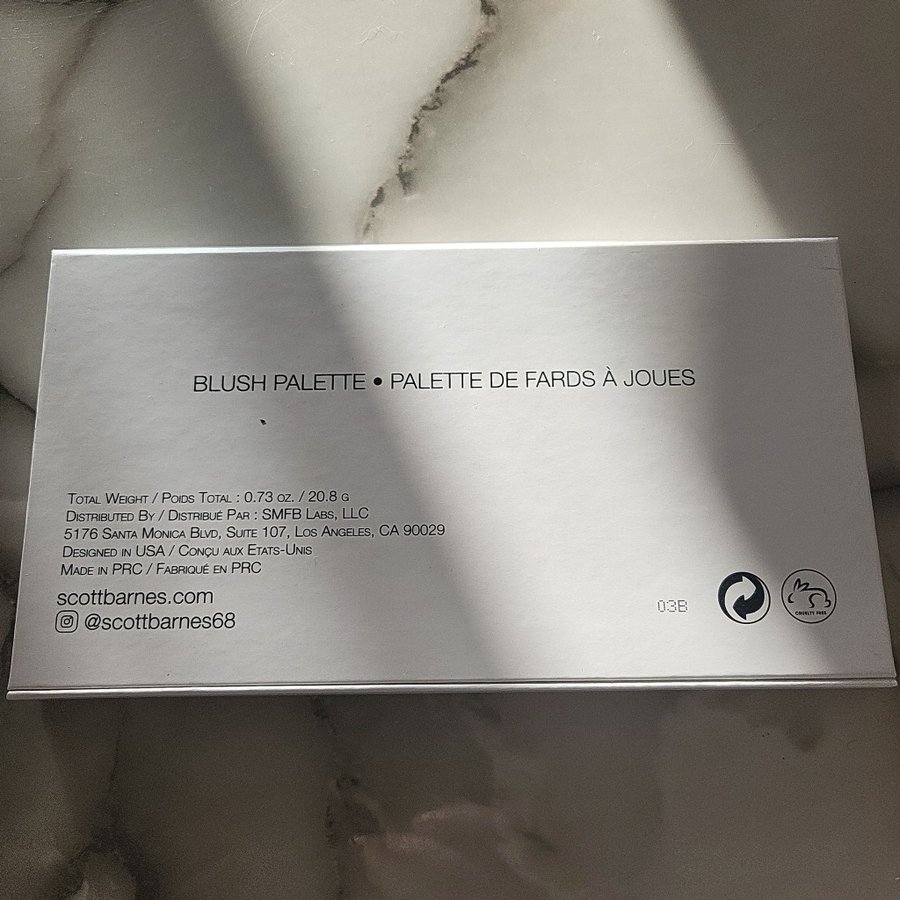 BLUSH PALETTE • PALETTE DE FARDS À JOUES
TOTAL WEIGHT / POIDS TOTAL : 0.73 OZ. / 20.8 G
DISTRIBUTED BY / DISTRIBUÉ PAR : SMFB LABS, LLC
5176 SANTA MONICA BLVD, SUITE 107, LOS ANGELES, CA 90029
DESIGNED IN USA / CONÇU AUX ETATS-UNIS
MADE IN PRC / FABRIQUÉ EN PRC
scottbarnes.com
@scottbarnes68
03B
CRUELTY FREE